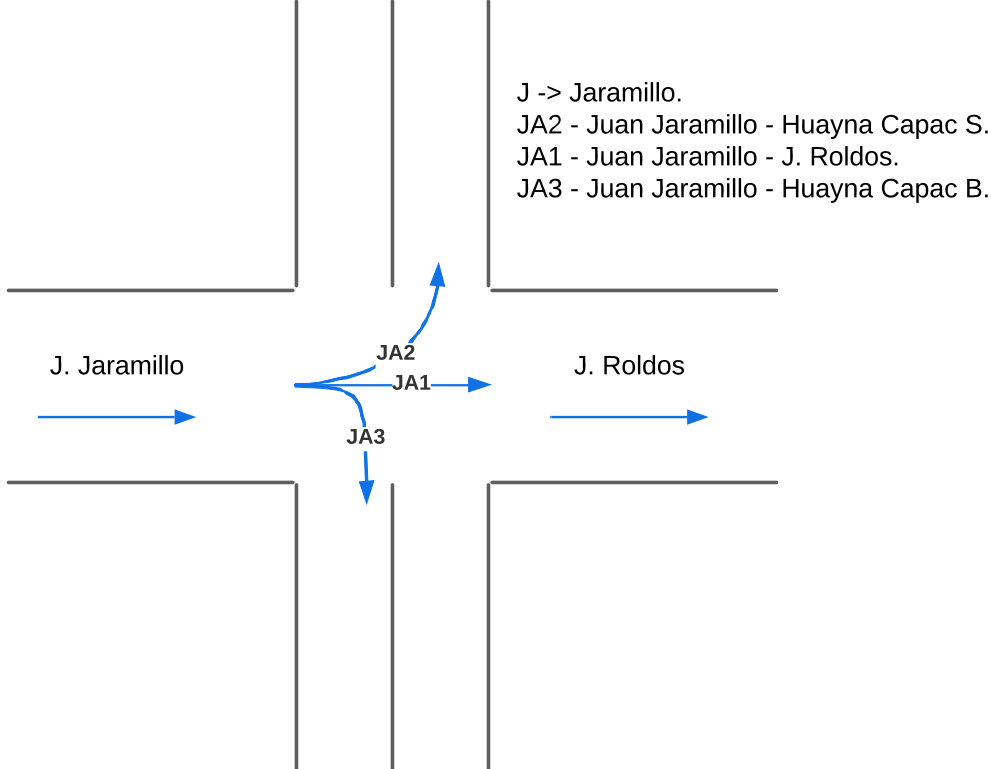 J -> Jaramillo.
JA2 - Juan Jaramillo - Huayna Capac S.
JA1 - Juan Jaramillo - J. Roldos.
JA3 - Juan Jaramillo - Huayna Capac B.
J. Jaramillo
JA2
JA1
JA3
J. Roldos